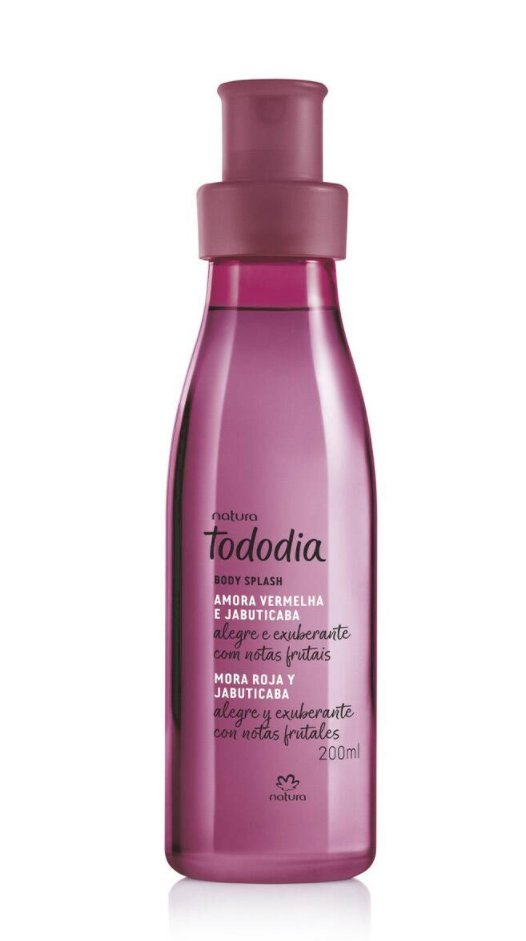 natura
tododia
BODY SPLASH
AMORA VERMELHA
E JABUTICABA
alegre e exuberante
com notas frutais
MORA ROJA Y
JABUTICABA
alegre y exuberante
con notas frutales
200ml
natura